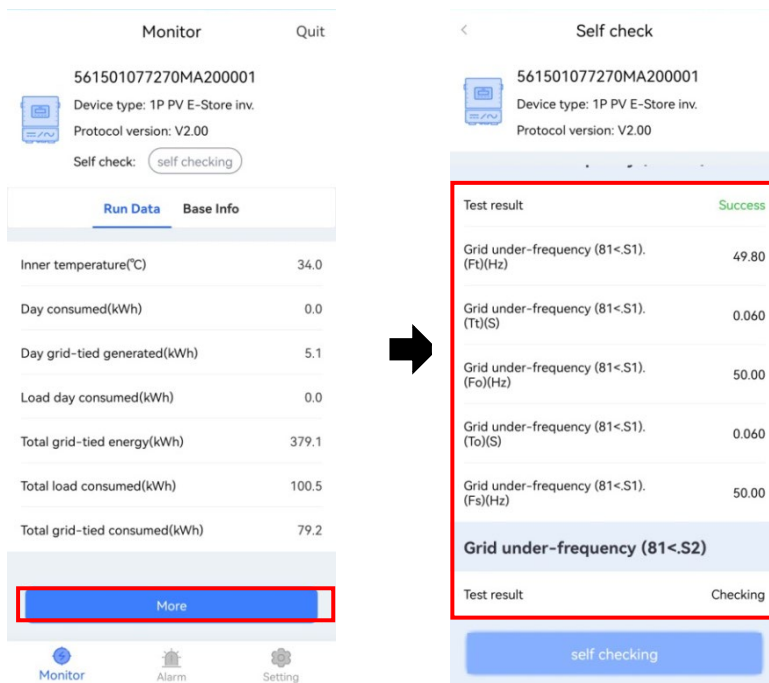 Monitor
Quit
561501077270MA200001
Device type: 1P PV E-Store inv.
Protocol version: V2.00
Self check: self checking
Run Data Base Info
Inner temperature(℃) 34.0
Day consumed(kWh) 0.0
Day grid-tied generated(kWh) 5.1
Load day consumed(kWh) 0.0
Total grid-tied energy(kWh) 379.1
Total load consumed(kWh) 100.5
Total grid-tied consumed(kWh) 79.2
More
Monitor Alarm Setting
Self check
561501077270MA200001
Device type: 1P PV E-Store inv.
Protocol version: V2.00
Test result Success
Grid under-frequency (81<.S1).
(Ft)(Hz) 49.80
Grid under-frequency (81<.S1).
(Tt)(S) 0.060
Grid under-frequency (81<.S1).
(Fo)(Hz) 50.00
Grid under-frequency (81<.S1).
(To)(S) 0.060
Grid under-frequency (81<.S1).
(Fs)(Hz) 50.00
Grid under-frequency (81<.S2)
Test result Checking
self checking